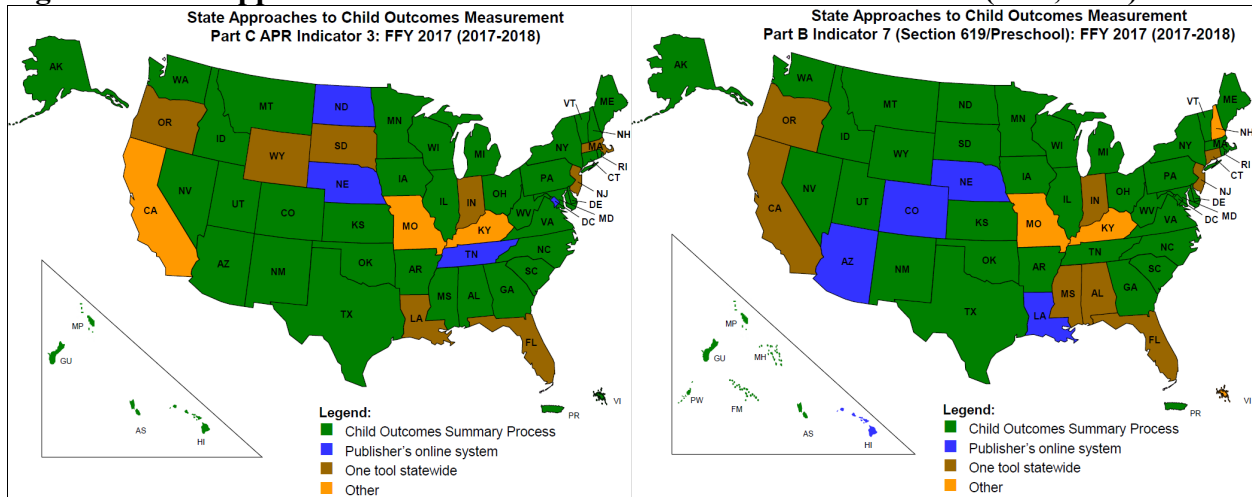 State Approaches to Child Outcomes Measurement
Part C APR Indicator 3: FFY 2017 (2017-2018)
AK
WA
MT
ND
MN
ME
VT
NH
OR
ID
WY
SD
WI
MI
NY
MA
RI
CT
NV
UT
CO
NE
IA
IL
IN
OH
PA
NJ
DE
MD
DC
WV
VA
CA
KS
MO
KY
NC
TN
AZ
NM
OK
AR
SC
MS
AL
GA
TX
LA
FL
MP
GU
AS
HI
PR
VI
Legend:
Child Outcomes Summary Process
Publisher's online system
One tool statewide
Other
State Approaches to Child Outcomes Measurement
Part B Indicator 7 (Section 619/Preschool): FFY 2017 (2017-2018)
AK
WA
MT
ND
MN
ME
VT
NH
OR
ID
WY
SD
WI
MI
NY
MA
RI
CT
NV
UT
CO
NE
IA
IL
IN
OH
PA
NJ
DE
MD
DC
WV
VA
CA
KS
MO
KY
NC
TN
AZ
NM
OK
AR
SC
MS
AL
GA
TX
LA
FL
MP
GU
MH
PW
FM
AS
HI
PR
VI
Legend:
Child Outcomes Summary Process
Publisher's online system
One tool statewide
Other